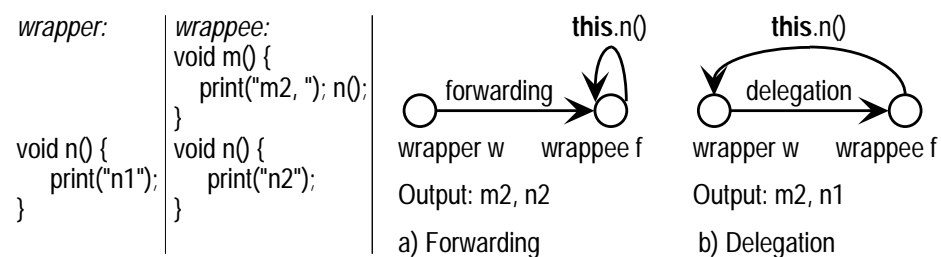 wrapper:
void n() {
print("n1");
}
wrappee:
void m() {
print("m2, "); n();
}
void n() {
print("n2");
}
this.n()
forwarding
wrapper w
wrappee f
Output: m2, n2
a) Forwarding
this.n()
delegation
wrapper w
wrappee f
Output: m2, n1
b) Delegation